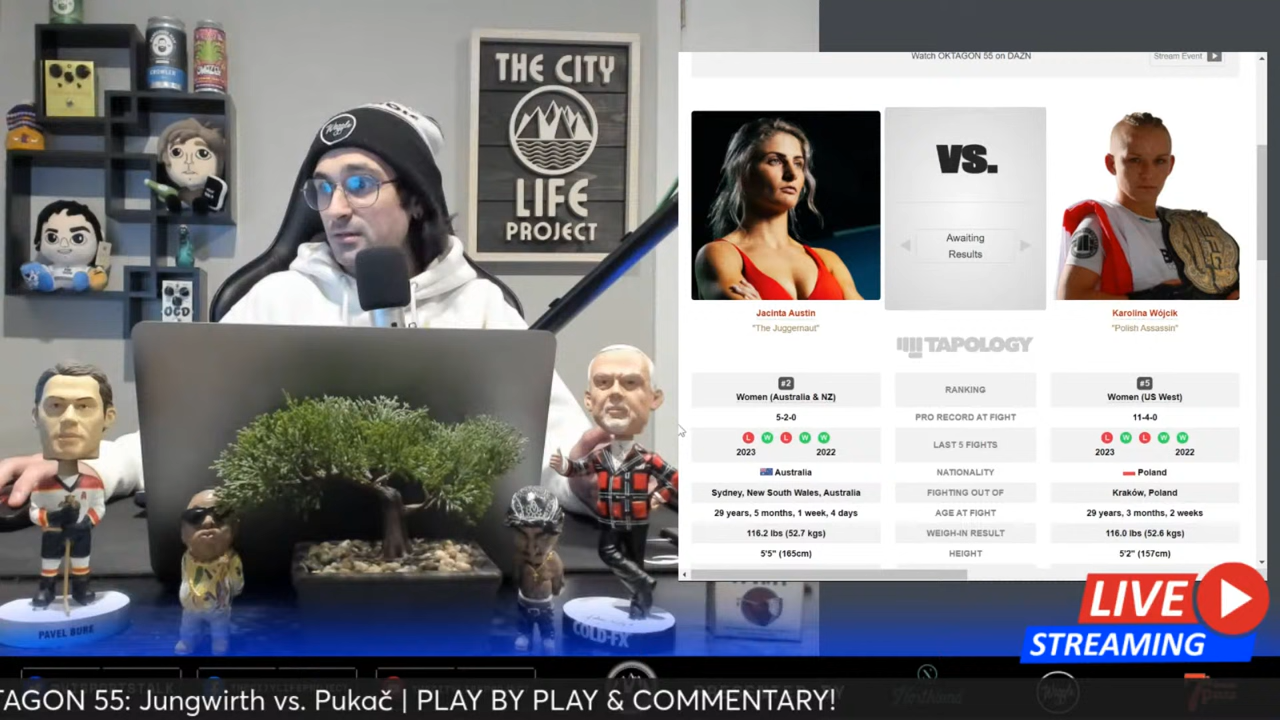 THE CITY
LIFE
PROJECT
Wiggle
OCD
PAVEL BURE
COLD-FX
Watch OKTAGON 55 on DAZN
Stream Event
VS.
Awaiting
Results
Jacinta Austin
"The Juggernaut"
Karolina Wójcik
"Polish Assassin"
TAPOLOGY
#2
Women (Australia & NZ)
RANKING
#5
Women (US West)
5-2-0
PRO RECORD AT FIGHT
11-4-0
L W L W W
2023 2022
LAST 5 FIGHTS
L W L W W
2023 2022
Australia
NATIONALITY
Poland
Sydney, New South Wales, Australia
FIGHTING OUT OF
Kraków, Poland
29 years, 5 months, 1 week, 4 days
AGE AT FIGHT
29 years, 3 months, 2 weeks
116.2 lbs (52.7 kgs)
WEIGH-IN RESULT
116.0 lbs (52.6 kgs)
5'5" (165cm)
HEIGHT
5'2" (157cm)
LIVE
STREAMING
TAGON 55: Jungwirth vs. Pukač | PLAY BY PLAY & COMMENTARY!